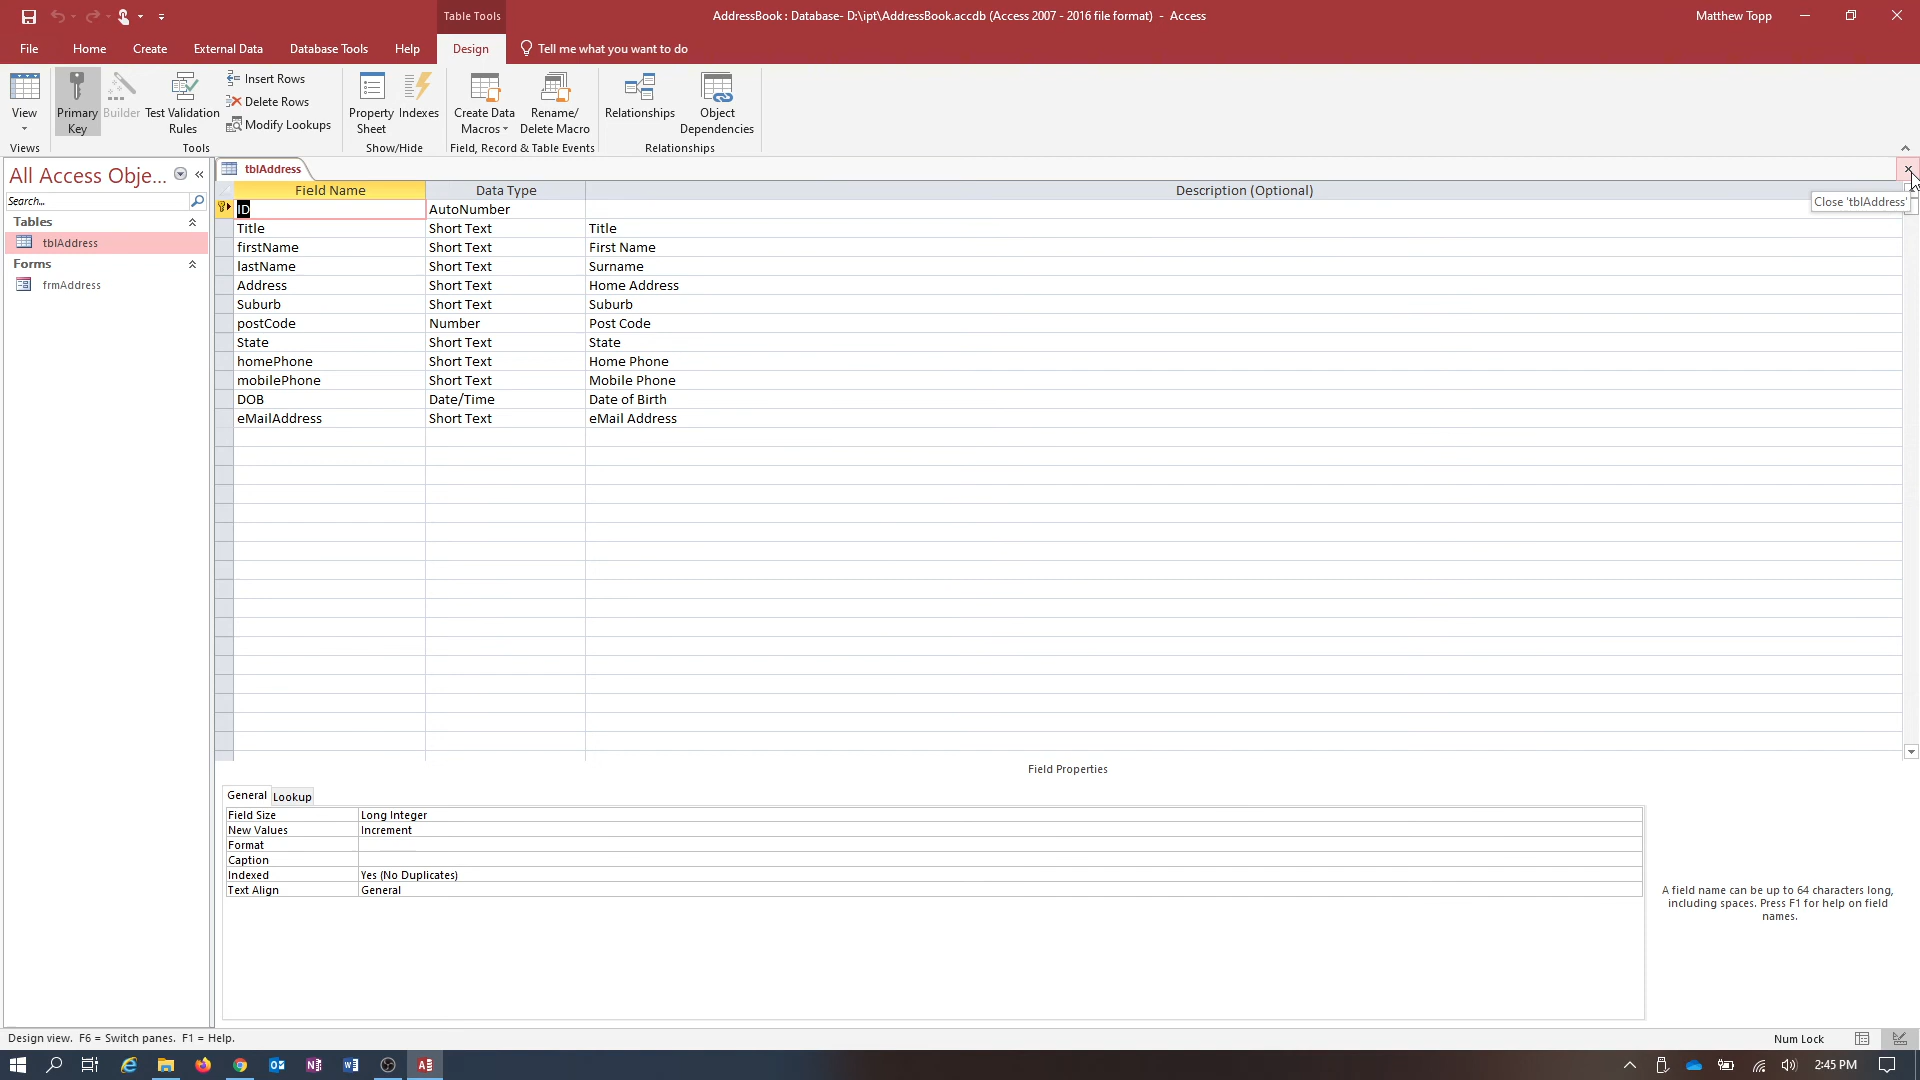 Table Tools
AddressBook : Database- D:\ipt\AddressBook.accdb (Access 2007 - 2016 file format) - Access
Matthew Topp
File Home Create External Data Database Tools Help Design Tell me what you want to do
View
Views
Primary Key
Builder
Test Validation Rules
Insert Rows
Delete Rows
Modify Lookups
Tools
Property Sheet
Indexes
Show/Hide
Create Data Macros
Rename/ Delete Macro
Field, Record & Table Events
Relationships
Object Dependencies
Relationships
All Access Obje...
Search...
Tables
tblAddress
Forms
frmAddress
tblAddress
Close 'tblAddress'
Field Name Data Type Description (Optional)
ID AutoNumber
Title Short Text Title
firstName Short Text First Name
lastName Short Text Surname
Address Short Text Home Address
Suburb Short Text Suburb
postCode Number Post Code
State Short Text State
homePhone Short Text Home Phone
mobilePhone Short Text Mobile Phone
DOB Date/Time Date of Birth
eMailAddress Short Text eMail Address
Field Properties
General Lookup
Field Size Long Integer
New Values Increment
Format
Caption
Indexed Yes (No Duplicates)
Text Align General
A field name can be up to 64 characters long,
including spaces. Press F1 for help on field
names.
Design view. F6 = Switch panes. F1 = Help.
Num Lock
2:45 PM